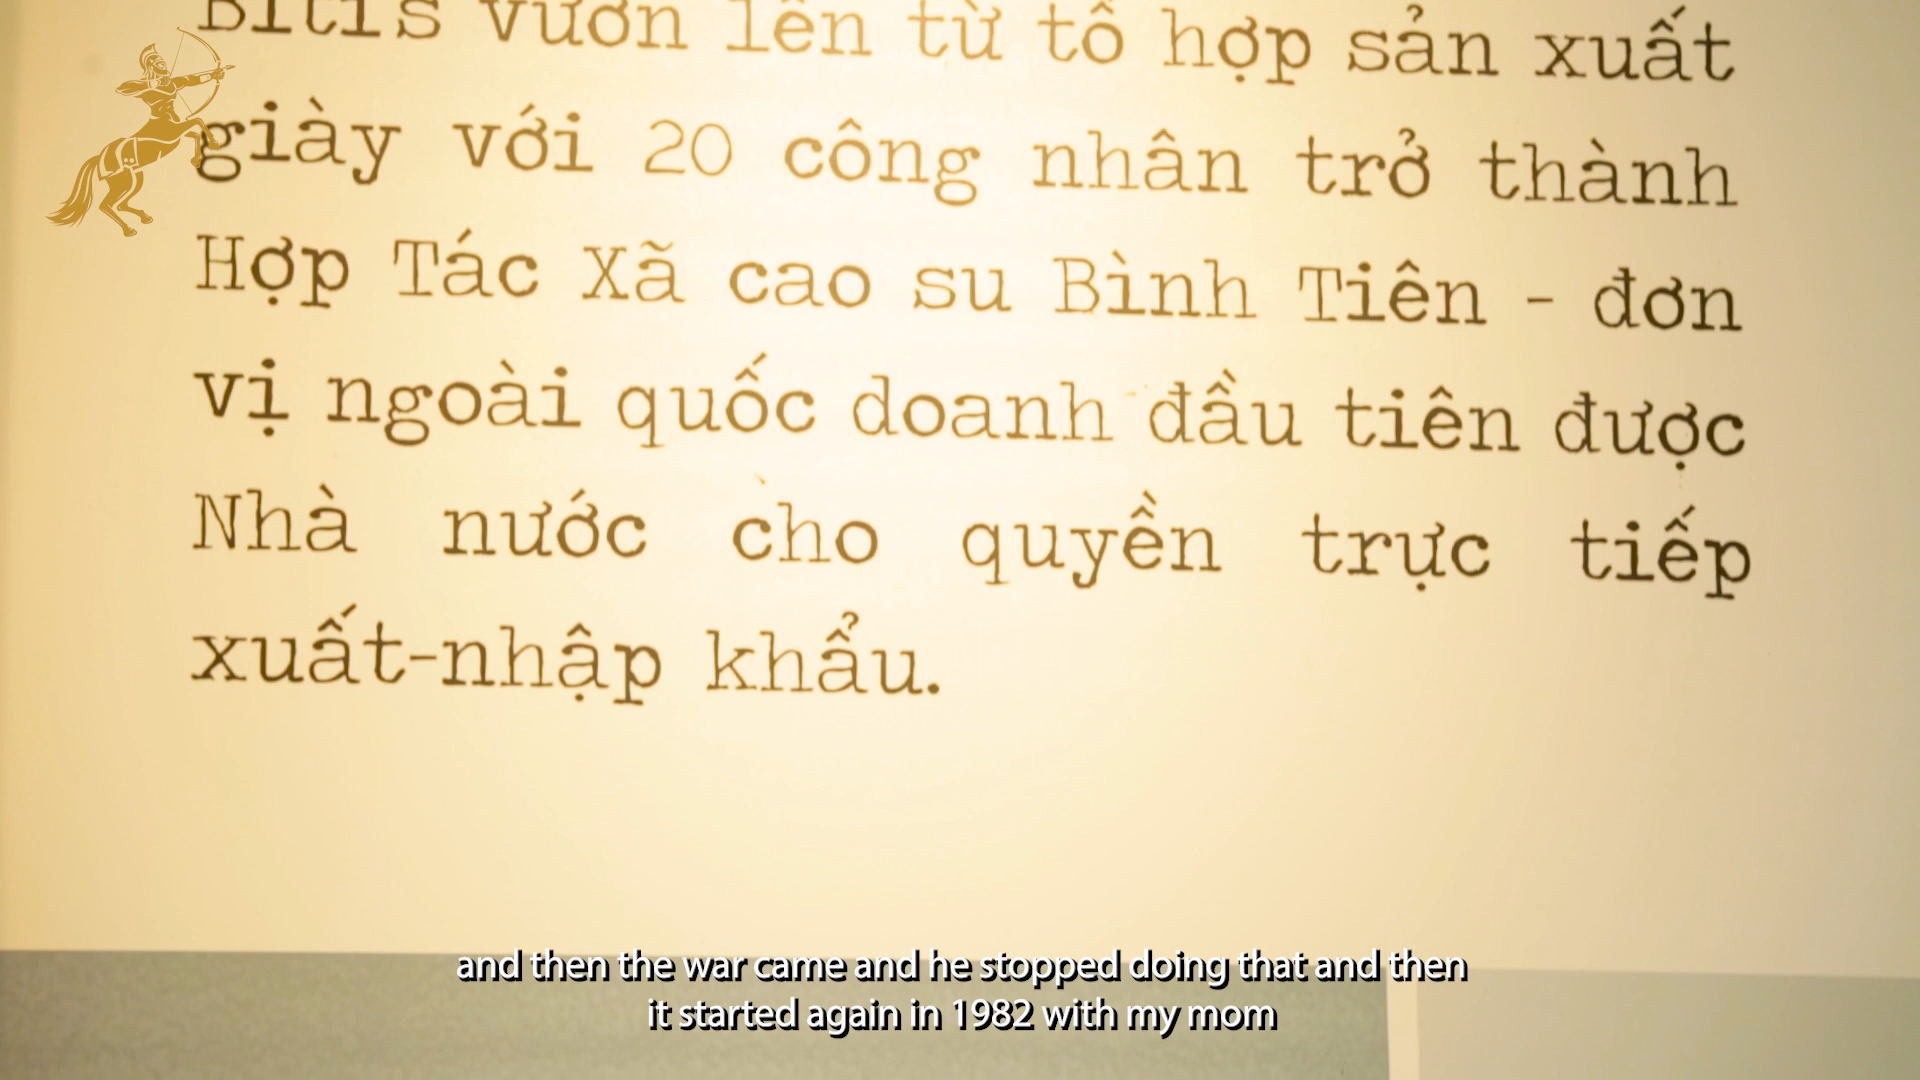 Bitis vươn lên từ tổ hợp sản xuất
giày với 20 công nhân trở thành
Hợp Tác Xã cao su Bình Tiên - đơn
vị ngoài quốc doanh đầu tiên được
Nhà nước cho quyền trực tiếp
xuất-nhập khẩu.
and then the war came and he stopped doing that and then
it started again in 1982 with my mom